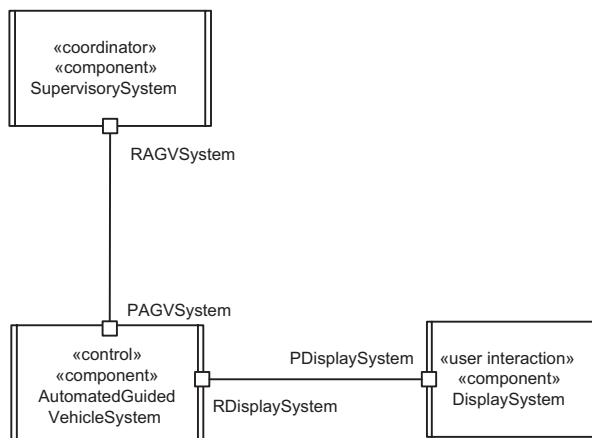 «coordinator»
«component»
SupervisorySystem
RAGVSystem
PAGVSystem
«control»
«component»
AutomatedGuided
VehicleSystem
PDisplaySystem
RDisplaySystem
«user interaction»
«component»
DisplaySystem